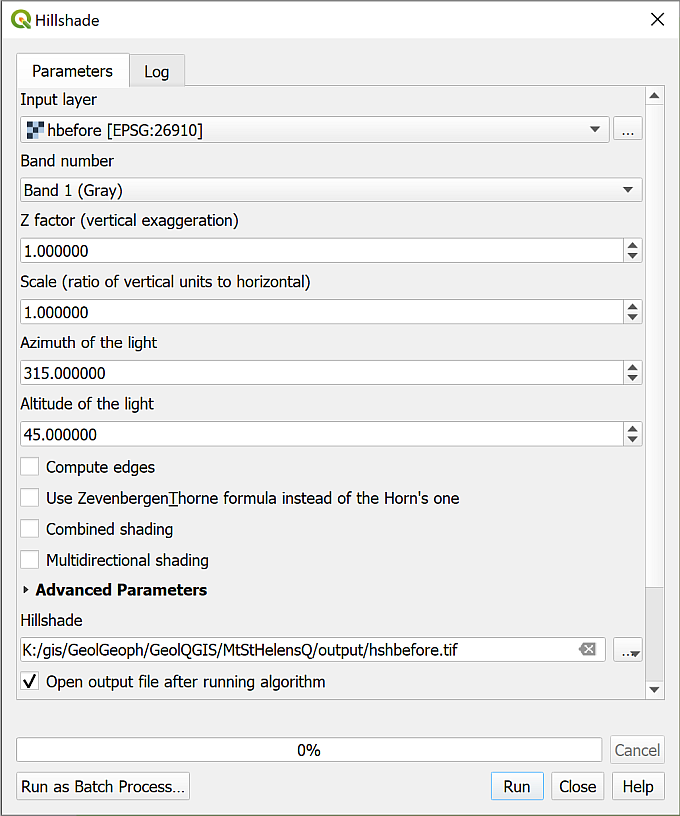 Hillshade
Parameters
Log
Input layer
hbefore [EPSG:26910]
...
Band number
Band 1 (Gray)
Z factor (vertical exaggeration)
1.000000
Scale (ratio of vertical units to horizontal)
1.000000
Azimuth of the light
315.000000
Altitude of the light
45.000000
Compute edges
Use ZevenbergenThorne formula instead of the Horn's one
Combined shading
Multidirectional shading
Advanced Parameters
Hillshade
K:/gis/GeolGeoph/GeolQGIS/MtStHelensQ/output/hshbefore.tif
...
Open output file after running algorithm
0%
Cancel
Run as Batch Process...
Run
Close
Help